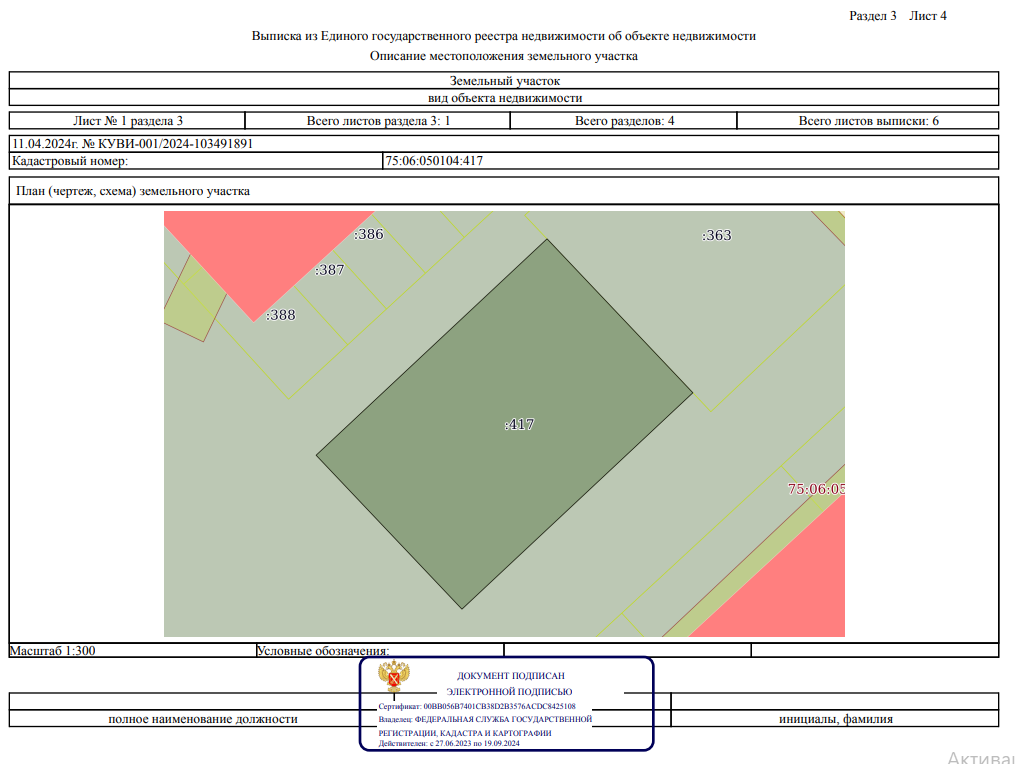 Раздел 3 Лист 4
Выписка из Единого государственного реестра недвижимости об объекте недвижимости
Описание местоположения земельного участка
Земельный участок
вид объекта недвижимости
Лист № 1 раздела 3 Всего листов раздела 3: 1 Всего разделов: 4 Всего листов выписки: 6
11.04.2024г. № КУВИ-001/2024-103491891
Кадастровый номер: 75:06:050104:417
План (чертеж, схема) земельного участка
:386
:363
:387
:388
:417
75:06:05
Масштаб 1:300 Условные обозначения:
ДОКУМЕНТ ПОДПИСАН
ЭЛЕКТРОННОЙ ПОДПИСЬЮ
Сертификат: 00BB056B7401CB38D2B3576ACDC8425108
Владелец: ФЕДЕРАЛЬНАЯ СЛУЖБА ГОСУДАРСТВЕННОЙ
РЕГИСТРАЦИИ, КАДАСТРА И КАРТОГРАФИИ
Действителен: с 27.06.2023 по 19.09.2024
полное наименование должности инициалы, фамилия
Активац